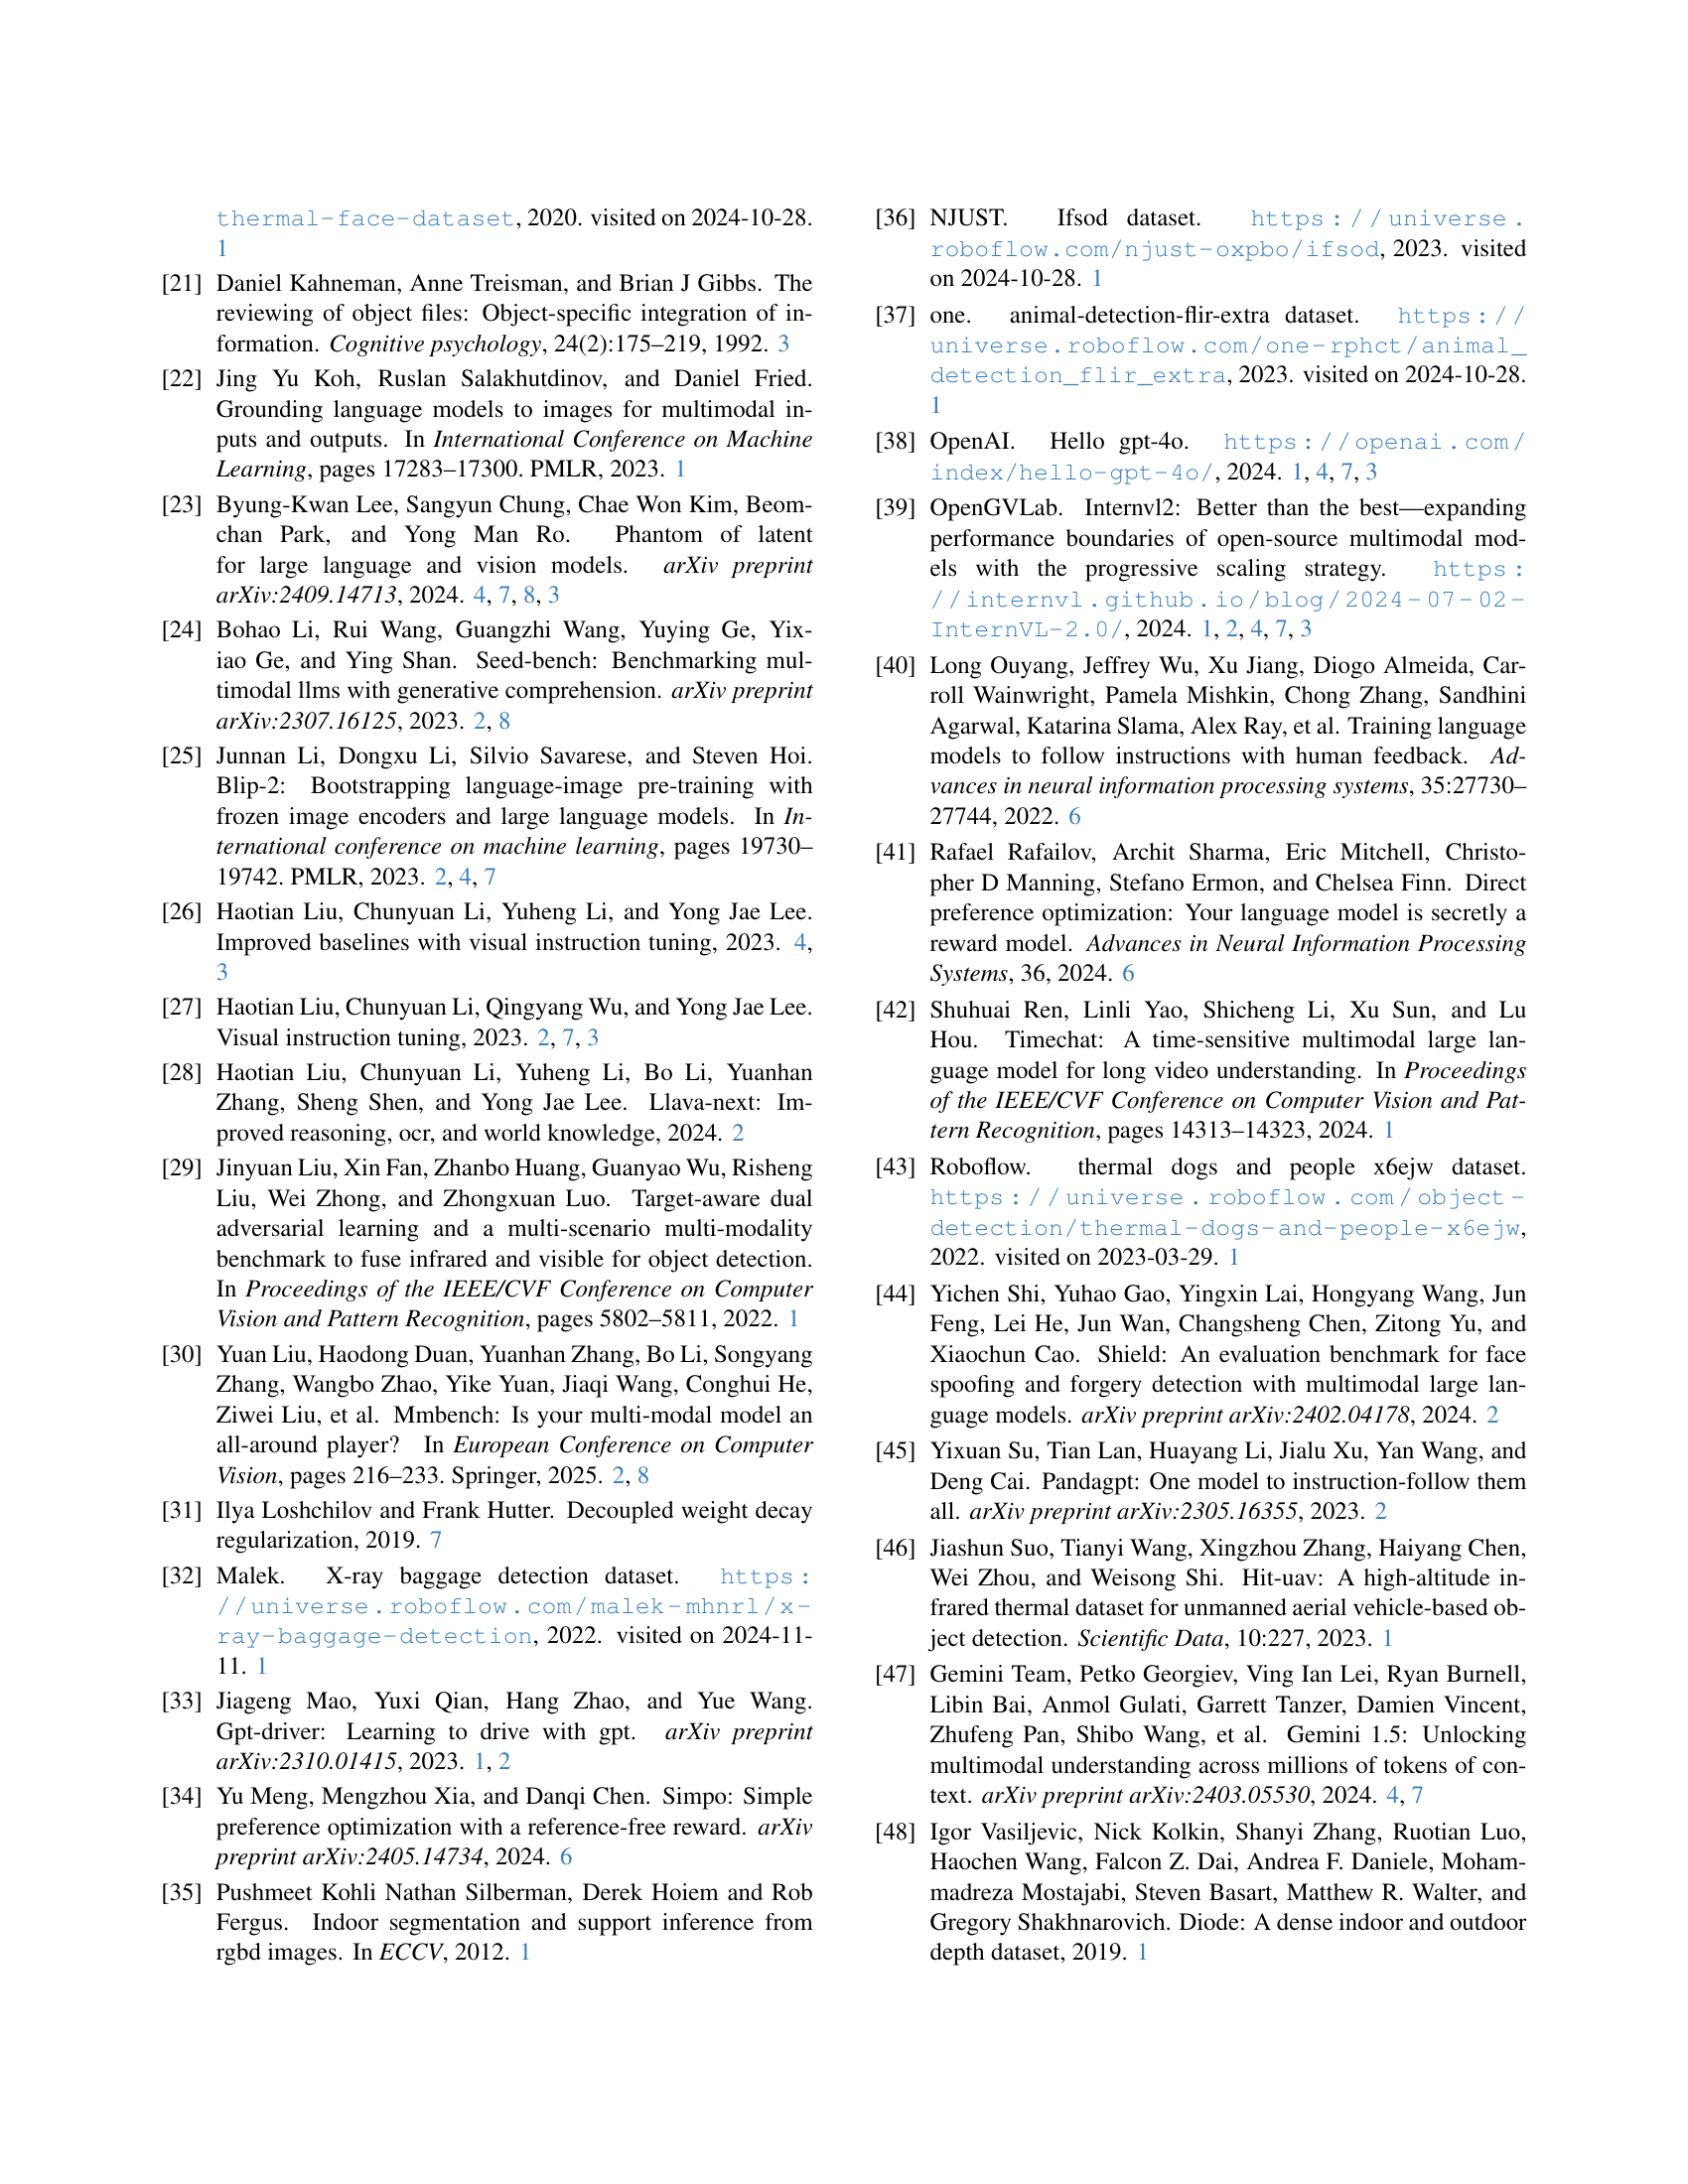 thermal-face-dataset, 2020. visited on 2024-10-28.
1
[21] Daniel Kahneman, Anne Treisman, and Brian J Gibbs. The
reviewing of object files: Object-specific integration of in-
formation. Cognitive psychology, 24(2):175–219, 1992. 3
[22] Jing Yu Koh, Ruslan Salakhutdinov, and Daniel Fried.
Grounding language models to images for multimodal in-
puts and outputs. In International Conference on Machine
Learning, pages 17283–17300. PMLR, 2023. 1
[23] Byung-Kwan Lee, Sangyun Chung, Chae Won Kim, Beom-
chan Park, and Yong Man Ro. Phantom of latent
for large language and vision models. arXiv preprint
arXiv:2409.14713, 2024. 4, 7, 8, 3
[24] Bohao Li, Rui Wang, Guangzhi Wang, Yuying Ge, Yix-
iao Ge, and Ying Shan. Seed-bench: Benchmarking mul-
timodal llms with generative comprehension. arXiv preprint
arXiv:2307.16125, 2023. 2, 8
[25] Junnan Li, Dongxu Li, Silvio Savarese, and Steven Hoi.
Blip-2: Bootstrapping language-image pre-training with
frozen image encoders and large language models. In In-
ternational conference on machine learning, pages 19730–
19742. PMLR, 2023. 2, 4, 7
[26] Haotian Liu, Chunyuan Li, Yuheng Li, and Yong Jae Lee.
Improved baselines with visual instruction tuning, 2023. 4,
3
[27] Haotian Liu, Chunyuan Li, Qingyang Wu, and Yong Jae Lee.
Visual instruction tuning, 2023. 2, 7, 3
[28] Haotian Liu, Chunyuan Li, Yuheng Li, Bo Li, Yuanhan
Zhang, Sheng Shen, and Yong Jae Lee. Llava-next: Im-
proved reasoning, ocr, and world knowledge, 2024. 2
[29] Jinyuan Liu, Xin Fan, Zhanbo Huang, Guanyao Wu, Risheng
Liu, Wei Zhong, and Zhongxuan Luo. Target-aware dual
adversarial learning and a multi-scenario multi-modality
benchmark to fuse infrared and visible for object detection.
In Proceedings of the IEEE/CVF Conference on Computer
Vision and Pattern Recognition, pages 5802–5811, 2022. 1
[30] Yuan Liu, Haodong Duan, Yuanhan Zhang, Bo Li, Songyang
Zhang, Wangbo Zhao, Yike Yuan, Jiaqi Wang, Conghui He,
Ziwei Liu, et al. Mmbench: Is your multi-modal model an
all-around player? In European Conference on Computer
Vision, pages 216–233. Springer, 2025. 2, 8
[31] Ilya Loshchilov and Frank Hutter. Decoupled weight decay
regularization, 2019. 7
[32] Malek. X-ray baggage detection dataset. https:
//universe.roboflow.com/malek-mhnrl/x-
ray-baggage-detection, 2022. visited on 2024-11-
11. 1
[33] Jiageng Mao, Yuxi Qian, Hang Zhao, and Yue Wang.
Gpt-driver: Learning to drive with gpt. arXiv preprint
arXiv:2310.01415, 2023. 1, 2
[34] Yu Meng, Mengzhou Xia, and Danqi Chen. Simpo: Simple
preference optimization with a reference-free reward. arXiv
preprint arXiv:2405.14734, 2024. 6
[35] Pushmeet Kohli Nathan Silberman, Derek Hoiem and Rob
Fergus. Indoor segmentation and support inference from
rgbd images. In ECCV, 2012. 1
[36] NJUST. Ifsod dataset. https://universe.
roboflow.com/njust-oxpbo/ifsod, 2023. visited
on 2024-10-28. 1
[37] one. animal-detection-flir-extra dataset. https://
universe.roboflow.com/one-rphct/animal_
detection_flir_extra, 2023. visited on 2024-10-28.
1
[38] OpenAI. Hello gpt-4o. https://openai.com/
index/hello-gpt-4o/, 2024. 1, 4, 7, 3
[39] OpenGVLab. Internvl2: Better than the best—expanding
performance boundaries of open-source multimodal mod-
els with the progressive scaling strategy. https:
//internvl.github.io/blog/2024-07-02-
InternVL-2.0/, 2024. 1, 2, 4, 7, 3
[40] Long Ouyang, Jeffrey Wu, Xu Jiang, Diogo Almeida, Car-
roll Wainwright, Pamela Mishkin, Chong Zhang, Sandhini
Agarwal, Katarina Slama, Alex Ray, et al. Training language
models to follow instructions with human feedback. Ad-
vances in neural information processing systems, 35:27730–
27744, 2022. 6
[41] Rafael Rafailov, Archit Sharma, Eric Mitchell, Christo-
pher D Manning, Stefano Ermon, and Chelsea Finn. Direct
preference optimization: Your language model is secretly a
reward model. Advances in Neural Information Processing
Systems, 36, 2024. 6
[42] Shuhuai Ren, Linli Yao, Shicheng Li, Xu Sun, and Lu
Hou. Timechat: A time-sensitive multimodal large lan-
guage model for long video understanding. In Proceedings
of the IEEE/CVF Conference on Computer Vision and Pat-
tern Recognition, pages 14313–14323, 2024. 1
[43] Roboflow. thermal dogs and people x6ejw dataset.
https://universe.roboflow.com/object-
detection/thermal-dogs-and-people-x6ejw,
2022. visited on 2023-03-29. 1
[44] Yichen Shi, Yuhao Gao, Yingxin Lai, Hongyang Wang, Jun
Feng, Lei He, Jun Wan, Changsheng Chen, Zitong Yu, and
Xiaochun Cao. Shield: An evaluation benchmark for face
spoofing and forgery detection with multimodal large lan-
guage models. arXiv preprint arXiv:2402.04178, 2024. 2
[45] Yixuan Su, Tian Lan, Huayang Li, Jialu Xu, Yan Wang, and
Deng Cai. Pandagpt: One model to instruction-follow them
all. arXiv preprint arXiv:2305.16355, 2023. 2
[46] Jiashun Suo, Tianyi Wang, Xingzhou Zhang, Haiyang Chen,
Wei Zhou, and Weisong Shi. Hit-uav: A high-altitude in-
frared thermal dataset for unmanned aerial vehicle-based ob-
ject detection. Scientific Data, 10:227, 2023. 1
[47] Gemini Team, Petko Georgiev, Ving Ian Lei, Ryan Burnell,
Libin Bai, Anmol Gulati, Garrett Tanzer, Damien Vincent,
Zhufeng Pan, Shibo Wang, et al. Gemini 1.5: Unlocking
multimodal understanding across millions of tokens of con-
text. arXiv preprint arXiv:2403.05530, 2024. 4, 7
[48] Igor Vasiljevic, Nick Kolkin, Shanyi Zhang, Ruotian Luo,
Haochen Wang, Falcon Z. Dai, Andrea F. Daniele, Moham-
madreza Mostajabi, Steven Basart, Matthew R. Walter, and
Gregory Shakhnarovich. Diode: A dense indoor and outdoor
depth dataset, 2019. 1